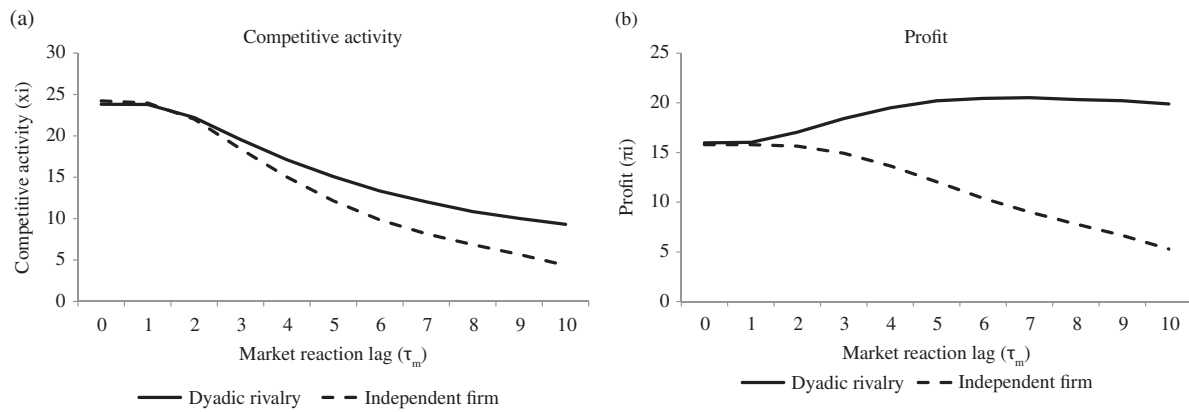 (a)
Competitive activity
Competitive activity (xi)
30
25
20
15
10
5
0
0 1 2 3 4 5 6 7 8 9 10
Market reaction lag (τm)
Dyadic rivalry Independent firm
(b)
Profit
Profit (πi)
25
20
15
10
5
0
0 1 2 3 4 5 6 7 8 9 10
Market reaction lag (τm)
Dyadic rivalry Independent firm